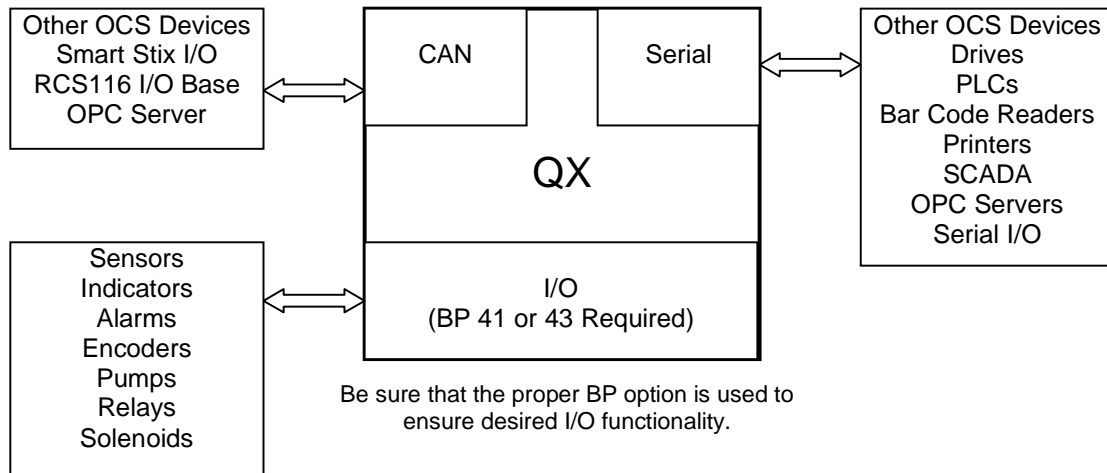 Other OCS Devices
Smart Stix I/O
RCS116 I/O Base
OPC Server
CAN
Serial
Other OCS Devices
Drives
PLCs
Bar Code Readers
Printers
SCADA
OPC Servers
Serial I/O
QX
Sensors
Indicators
Alarms
Encoders
Pumps
Relays
Solenoids
I/O
(BP 41 or 43 Required)
Be sure that the proper BP option is used to
ensure desired I/O functionality.